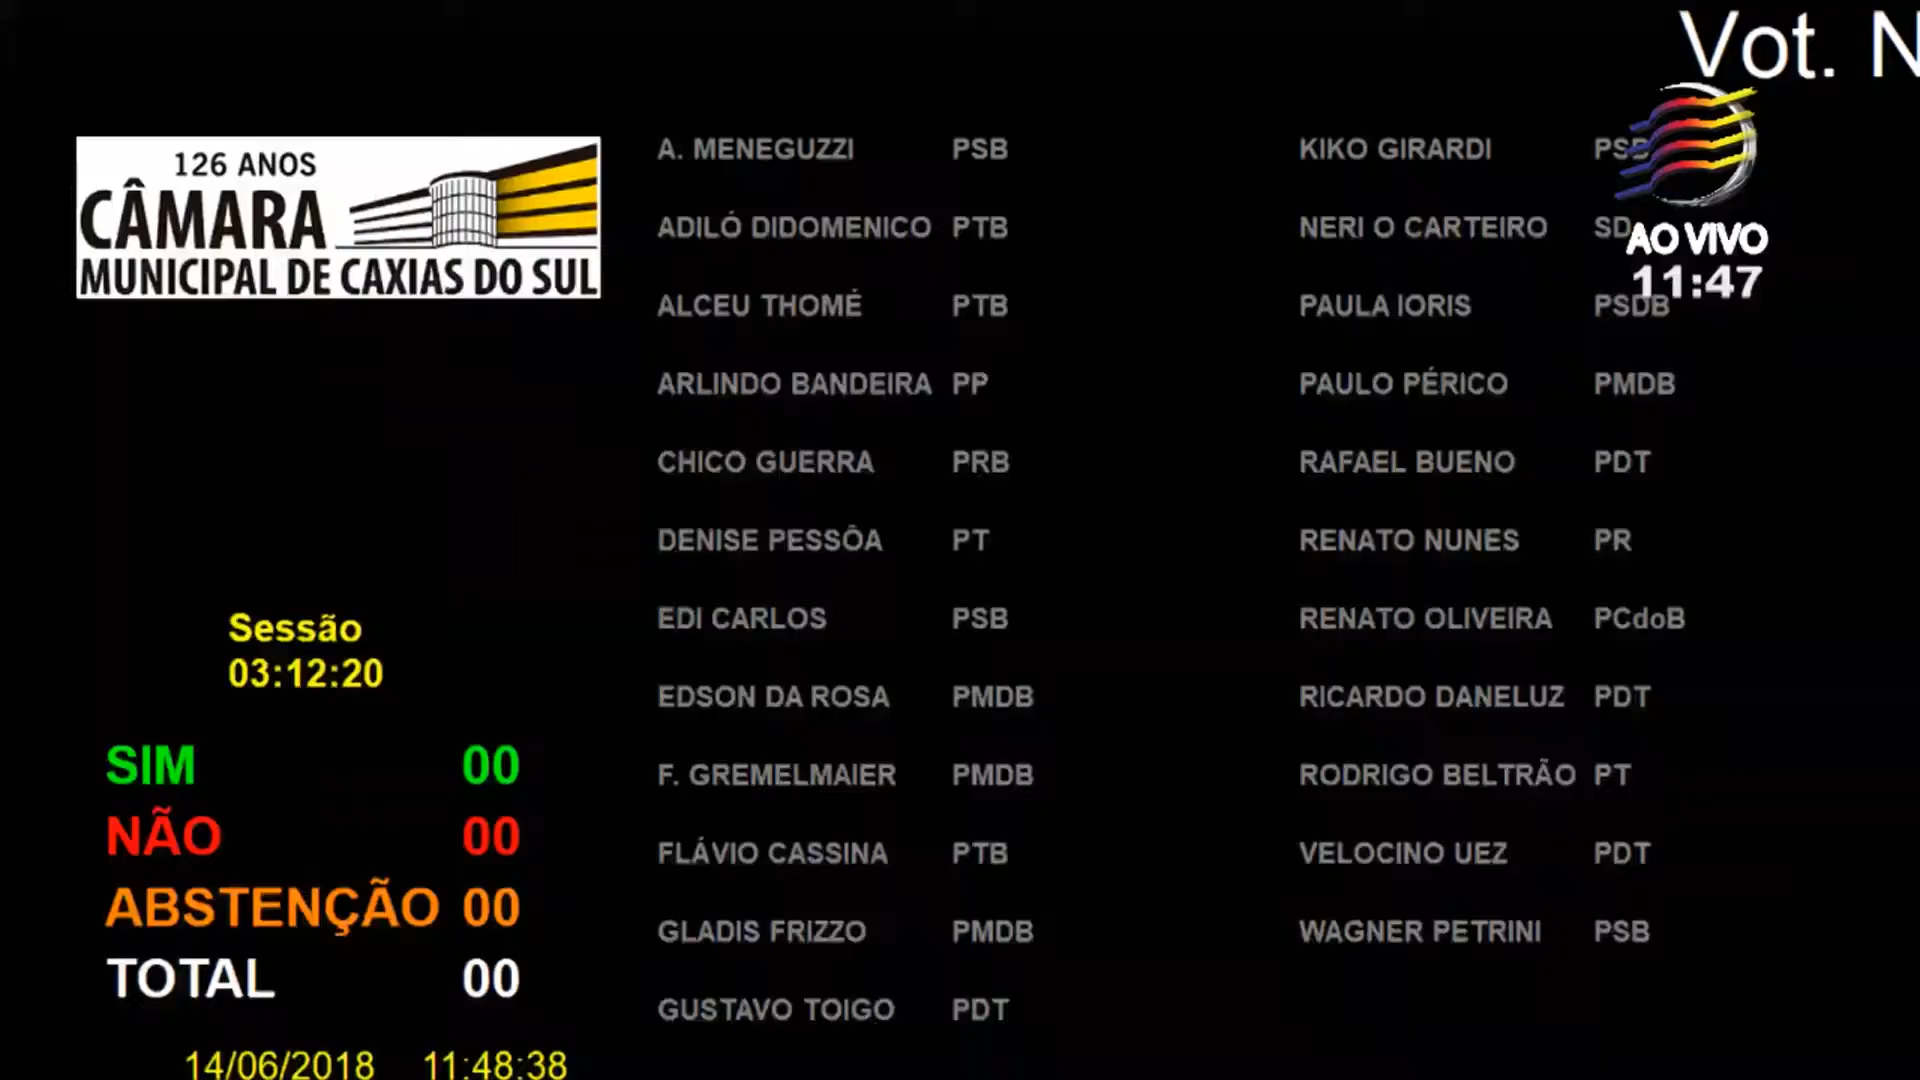 Vot. N
126 ANOS
CÂMARA
MUNICIPAL DE CAXIAS DO SUL
Sessão
03:12:20
SIM 00
NÃO 00
ABSTENÇÃO 00
TOTAL 00
14/06/2018 11:48:38
A. MENEGUZZI PSB
ADILÓ DIDOMENICO PTB
ALCEU THOMÉ PTB
ARLINDO BANDEIRA PP
CHICO GUERRA PRB
DENISE PESSÔA PT
EDI CARLOS PSB
EDSON DA ROSA PMDB
F. GREMELMAIER PMDB
FLÁVIO CASSINA PTB
GLADIS FRIZZO PMDB
GUSTAVO TOIGO PDT
KIKO GIRARDI
NERI O CARTEIRO SD
PAULA IORIS PSDB
PAULO PÉRICO PMDB
RAFAEL BUENO PDT
RENATO NUNES PR
RENATO OLIVEIRA PCdoB
RICARDO DANELUZ PDT
RODRIGO BELTRÃO PT
VELOCINO UEZ PDT
WAGNER PETRINI PSB
AO VIVO
11:47